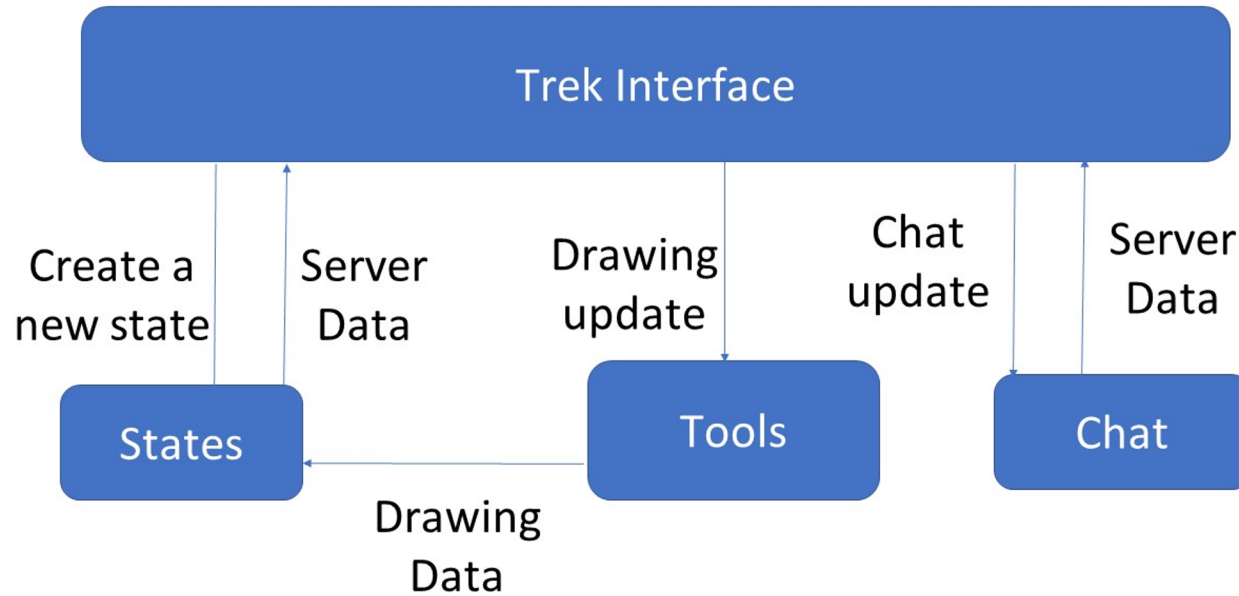 Trek Interface
Create a
new state
Server
Data
Drawing
update
Chat
update
Server
Data
States
Tools
Chat
Drawing
Data